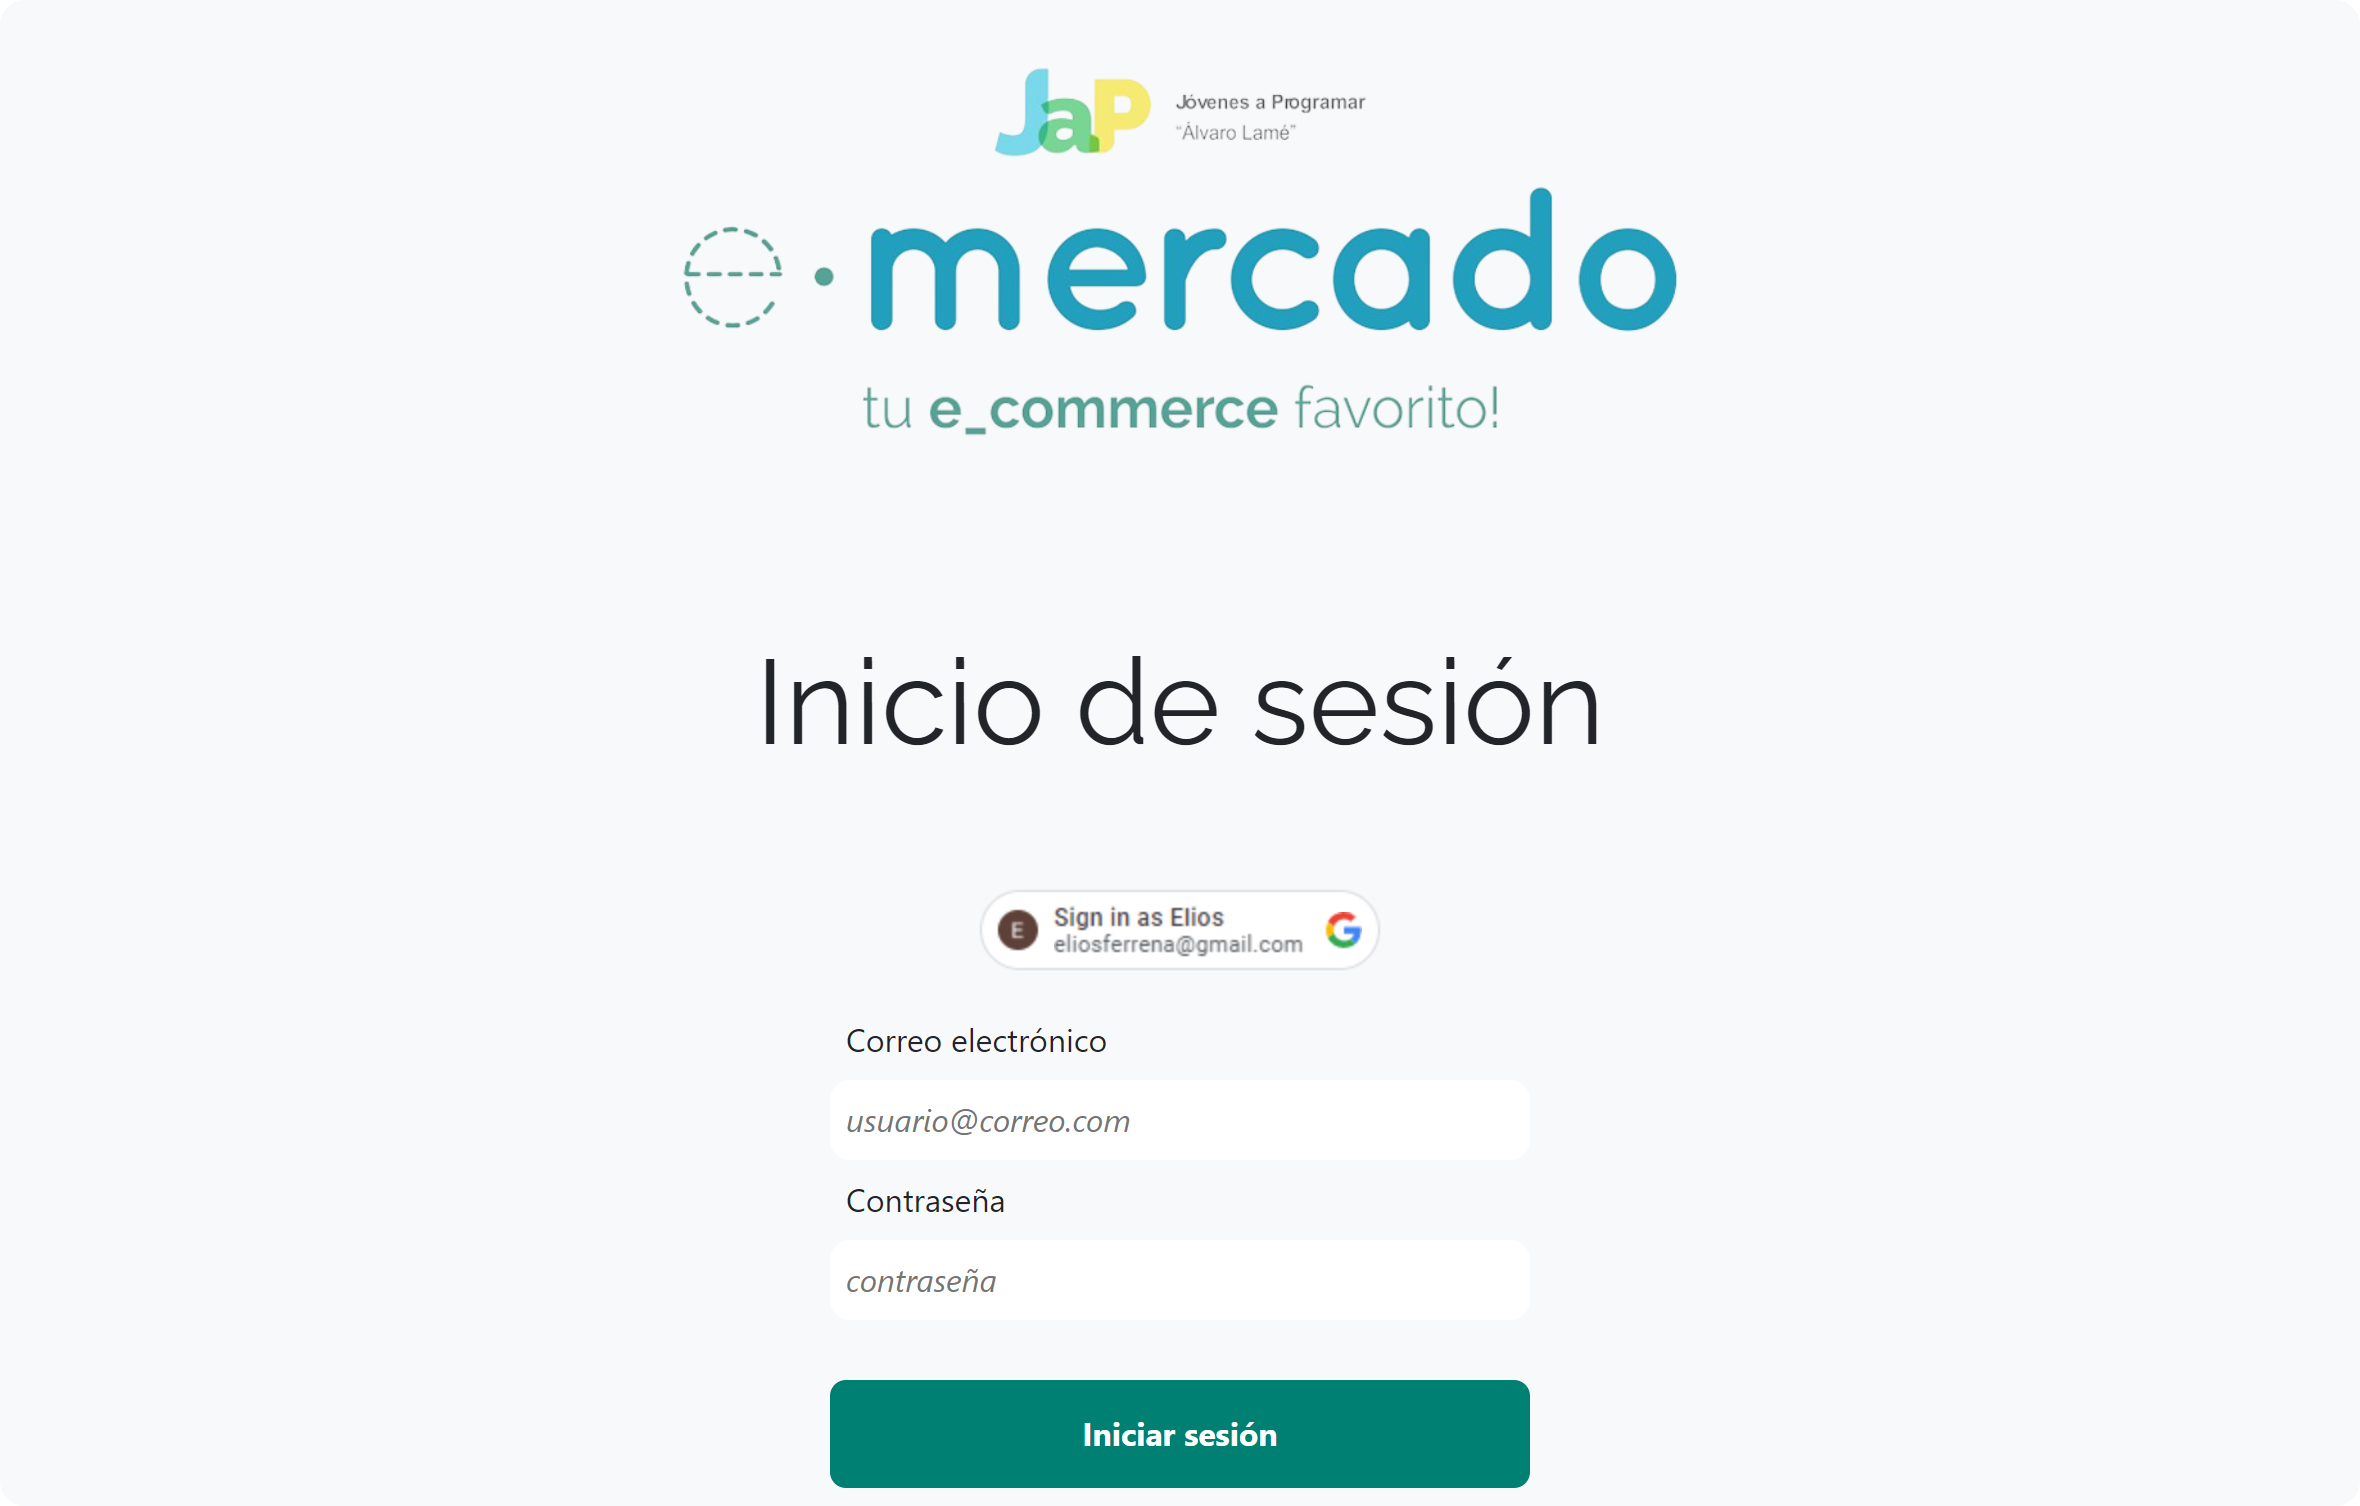 JaP
Jóvenes a Programar
“Álvaro Lamé”
e·mercado
tu e_commerce favorito!
Inicio de sesión
E
Sign in as Elios
eliosferrena@gmail.com
G
Correo electrónico
usuario@correo.com
Contraseña
contraseña
Iniciar sesión